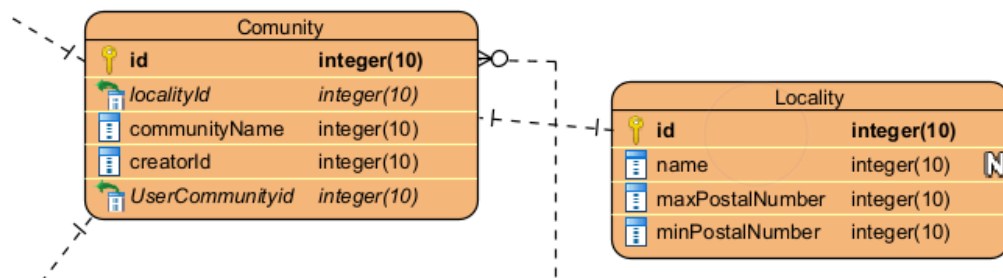 Comunity
id integer(10)
localityId integer(10)
communityName integer(10)
creatorId integer(10)
UserCommunityid integer(10)
Locality
id integer(10)
name integer(10) N
maxPostalNumber integer(10)
minPostalNumber integer(10)